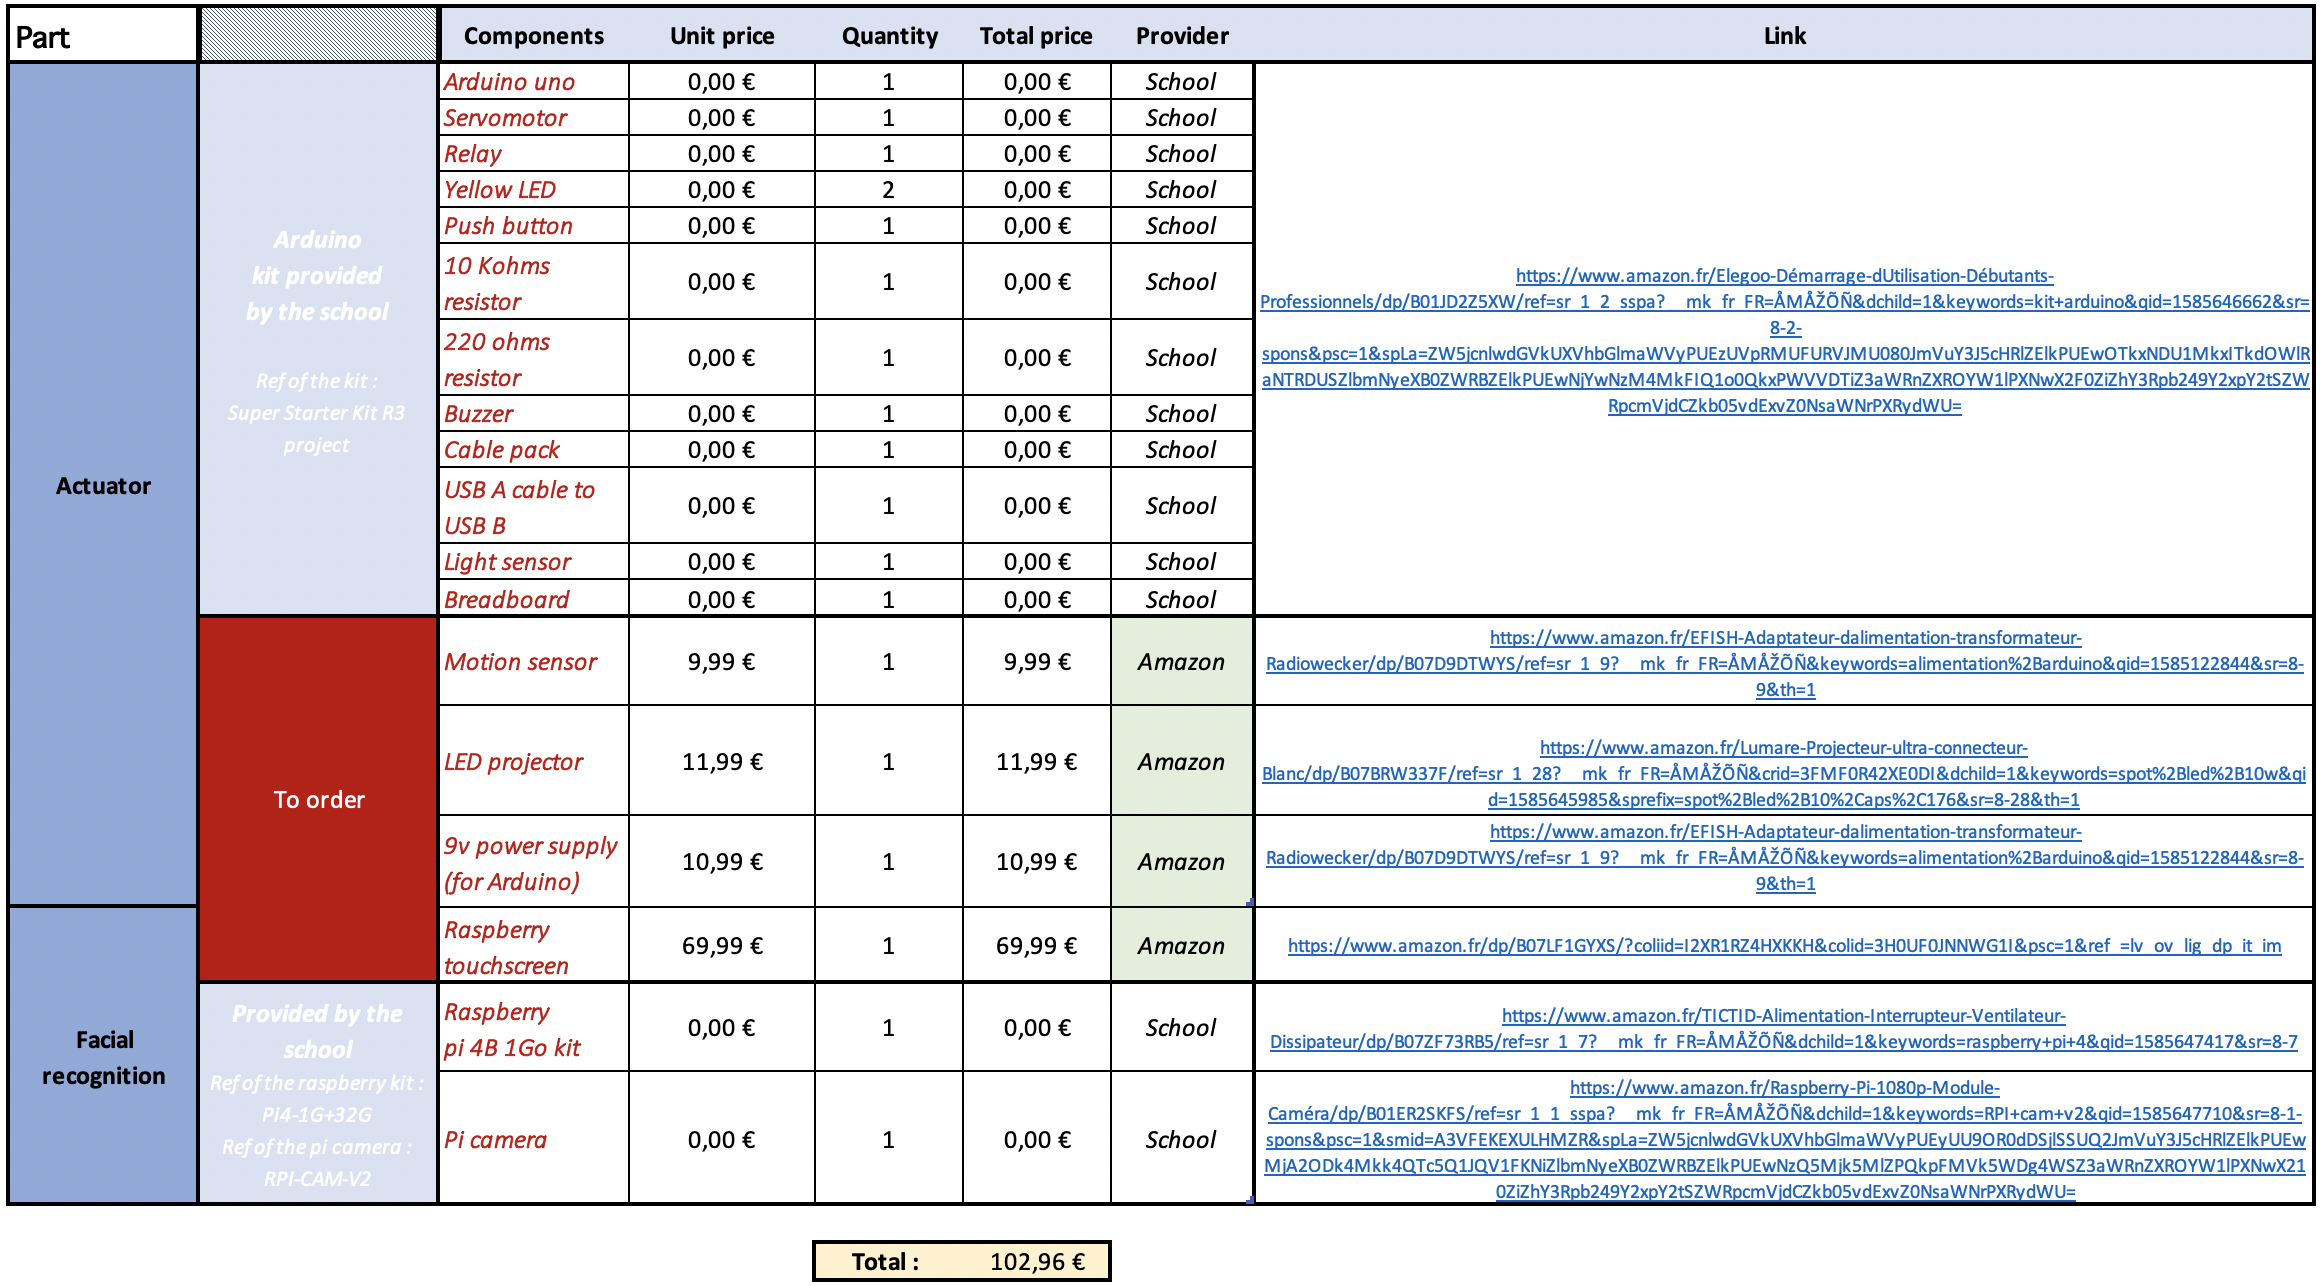 Part Components Unit price Quantity Total price Provider Link
Actuator
Arduino
kit provided
by the school
Ref of the kit :
Super Starter Kit R3
project
Arduino uno 0,00 € 1 0,00 € School
Servomotor 0,00 € 1 0,00 € School
Relay 0,00 € 1 0,00 € School
Yellow LED 0,00 € 2 0,00 € School
Push button 0,00 € 1 0,00 € School
10 Kohms
resistor 0,00 € 1 0,00 € School
220 ohms
resistor 0,00 € 1 0,00 € School
Buzzer 0,00 € 1 0,00 € School
Cable pack 0,00 € 1 0,00 € School
USB A cable to
USB B 0,00 € 1 0,00 € School
Light sensor 0,00 € 1 0,00 € School
Breadboard 0,00 € 1 0,00 € School
https://www.amazon.fr/Elegoo-Démarrage-dUtilisation-Débutants-
Professionnels/dp/B01JD2Z5XW/ref=sr_1_2_sspa?__mk_fr_FR=ÅMÅŽÕÑ&dchild=1&keywords=kit+arduino&qid=1585646662&sr=
8-2-
To order
Motion sensor 9,99 € 1 9,99 € Amazon
https://www.amazon.fr/EFISH-Adaptateur-dalimentation-transformateur-
Radiowecker/dp/B07D9DTWYS/ref=sr_1_9?__mk_fr_FR=ÅMÅŽÕÑ&keywords=alimentation%2Barduino&qid=1585122844&sr=8-
9&th=1
LED projector 11,99 € 1 11,99 € Amazon
https://www.amazon.fr/Lumare-Projecteur-ultra-connecteur-
Blanc/dp/B07BRW337F/ref=sr_1_28?__mk_fr_FR=ÅMÅŽÕÑ&crid=3FMF0R42XE0DI&dchild=1&keywords=spot%2Bled%2B10w&qi
d=1585645985&sprefix=spot%2Bled%2B10%2Caps%2C176&sr=8-28&th=1
9v power supply
(for Arduino) 10,99 € 1 10,99 € Amazon
https://www.amazon.fr/EFISH-Adaptateur-dalimentation-transformateur-
Radiowecker/dp/B07D9DTWYS/ref=sr_1_9?__mk_fr_FR=ÅMÅŽÕÑ&keywords=alimentation%2Barduino&qid=1585122844&sr=8-
9&th=1
Facial
recognition
Raspberry
touchscreen 69,99 € 1 69,99 € Amazon
https://www.amazon.fr/dp/B07LF1GYXS/?coliid=I2XR1RZ4HXKKH&colid=3H0UF0JNNWG1I&psc=1&ref_=lv_ov_lig_dp_it_im
Provided by the
school
Ref of the raspberry kit :
Pi4-1G+32G
Ref of the pi camera :
RPI-CAM-V2
Raspberry
pi 4B 1Go kit 0,00 € 1 0,00 € School
https://www.amazon.fr/TICTID-Alimentation-Interrupteur-Ventilateur-
Dissipateur/dp/B07ZF73RB5/ref=sr_1_7?__mk_fr_FR=ÅMÅŽÕÑ&dchild=1&keywords=raspberry+pi+4&qid=1585647417&sr=8-7
Pi camera 0,00 € 1 0,00 € School
https://www.amazon.fr/Raspberry-Pi-1080p-Module-
Caméra/dp/B01ER2SKFS/ref=sr_1_1_sspa?__mk_fr_FR=ÅMÅŽÕÑ&dchild=1&keywords=RPI+cam+v2&qid=1585647710&sr=8-1-
Total : 102,96 €